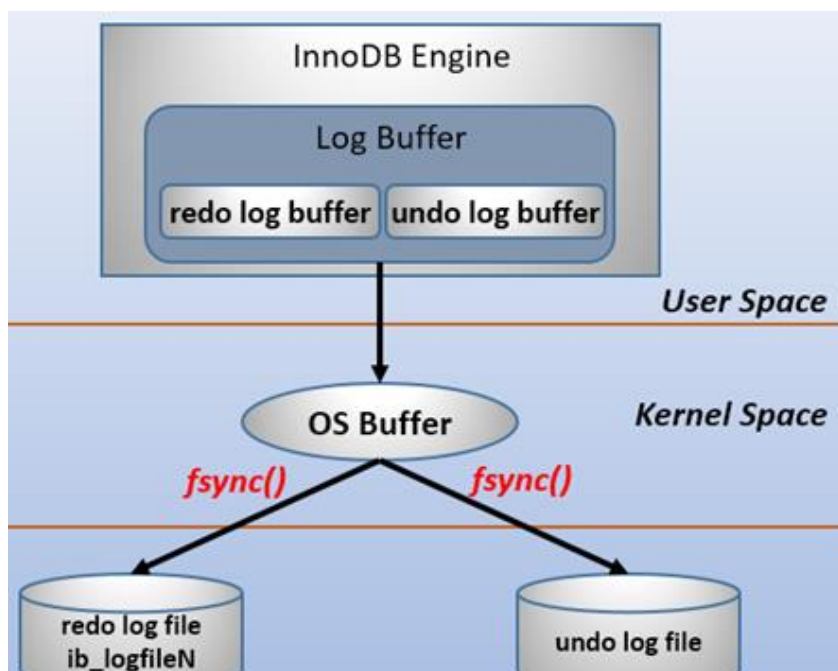 InnoDB Engine
Log Buffer
redo log buffer
undo log buffer
User Space
Kernel Space
OS Buffer
fsync()
fsync()
redo log file
ib_logfileN
undo log file